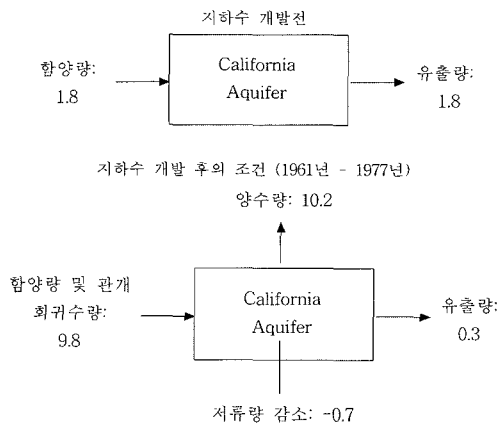 지하수 개발전
함양량:
1.8
California
Aquifer
유출량:
1.8
지하수 개발 후의 조건 (1961년 - 1977년)
양수량: 10.2
함양량 및 관개
회귀수량:
9.8
California
Aquifer
유출량:
0.3
저류량 감소: -0.7